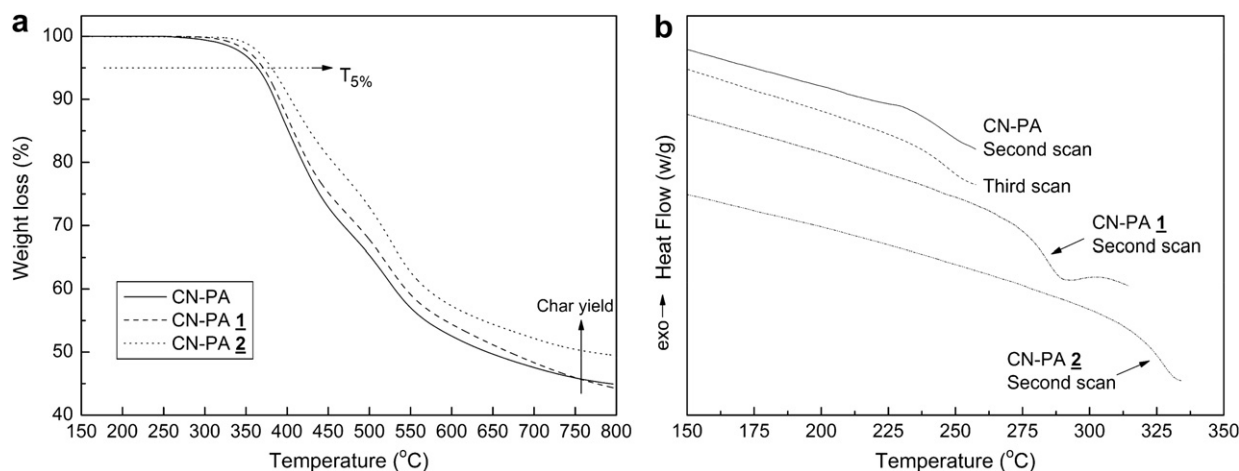 a
100
90
80
70
60
50
40
Weight loss (%)
T5%
CN-PA
CN-PA 1
CN-PA 2
Char yield
150 200 250 300 350 400 450 500 550 600 650 700 750 800
Temperature (oC)
b
exo Heat Flow (w/g)
CN-PA
Second scan
Third scan
CN-PA 1
Second scan
CN-PA 2
Second scan
150 175 200 225 250 275 300 325 350
Temperature (oC)